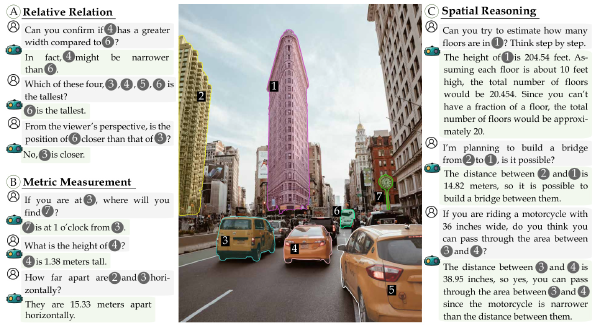 A Relative Relation
Can you confirm if 4 has a greater
width compared to 6?
In fact, 4 might be narrower
than 6.
Which of these four, 3, 4, 5, 6 is
the tallest?
6 is the tallest.
From the viewer's perspective, is the
position of 6 closer than that of 3?
No, 3 is closer.
B Metric Measurement
If you are at 3, where will you
find 7?
7 is at 1 o'clock from 3.
What is the height of 4?
4 is 1.38 meters tall.
How far apart are 2 and 3 hori-
zontally?
They are 15.33 meters apart
horizontally.
1
2
3
4
5
6
7
C Spatial Reasoning
Can you try to estimate how many
floors are in 1? Think step by step.
The height of 1 is 204.54 feet. As-
suming each floor is about 10 feet
high, the total number of floors
would be 20.454. Since you can't
have a fraction of a floor, the total
number of floors would be approxi-
mately 20.
I'm planning to build a bridge
from 2 to 1, is it possible?
The distance between 2 and 1 is
14.82 meters, so it is possible to
build a bridge between them.
If you are riding a motorcycle with
36 inches wide, do you think you
can pass through the area between
3 and 4?
The distance between 3 and 4 is
38.95 inches, so yes, you can pass
through the area between 3 and 4
since the motorcycle is narrower
than the distance between them.